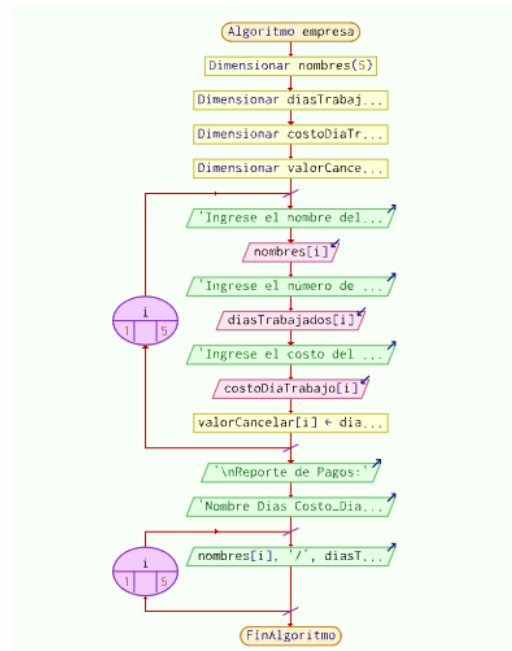 Algoritmo empresa
Dimensionar nombres(5)
Dimensionar diasTrabaj...
Dimensionar costoDiaTr...
Dimensionar valorCance...
'Ingrese el nombre del...
nombres[i]
'Ingrese el número de ...
i
1 5
diasTrabajados[i]
'Ingrese el costo del ...
costoDiaTrabajo[i]
valorCancelar[i] ← dia...
'\nReporte de Pagos:'
'Nombre Dias Costo_Dia...
nombres[i], '/', diasT...
i
1 5
FinAlgoritmo